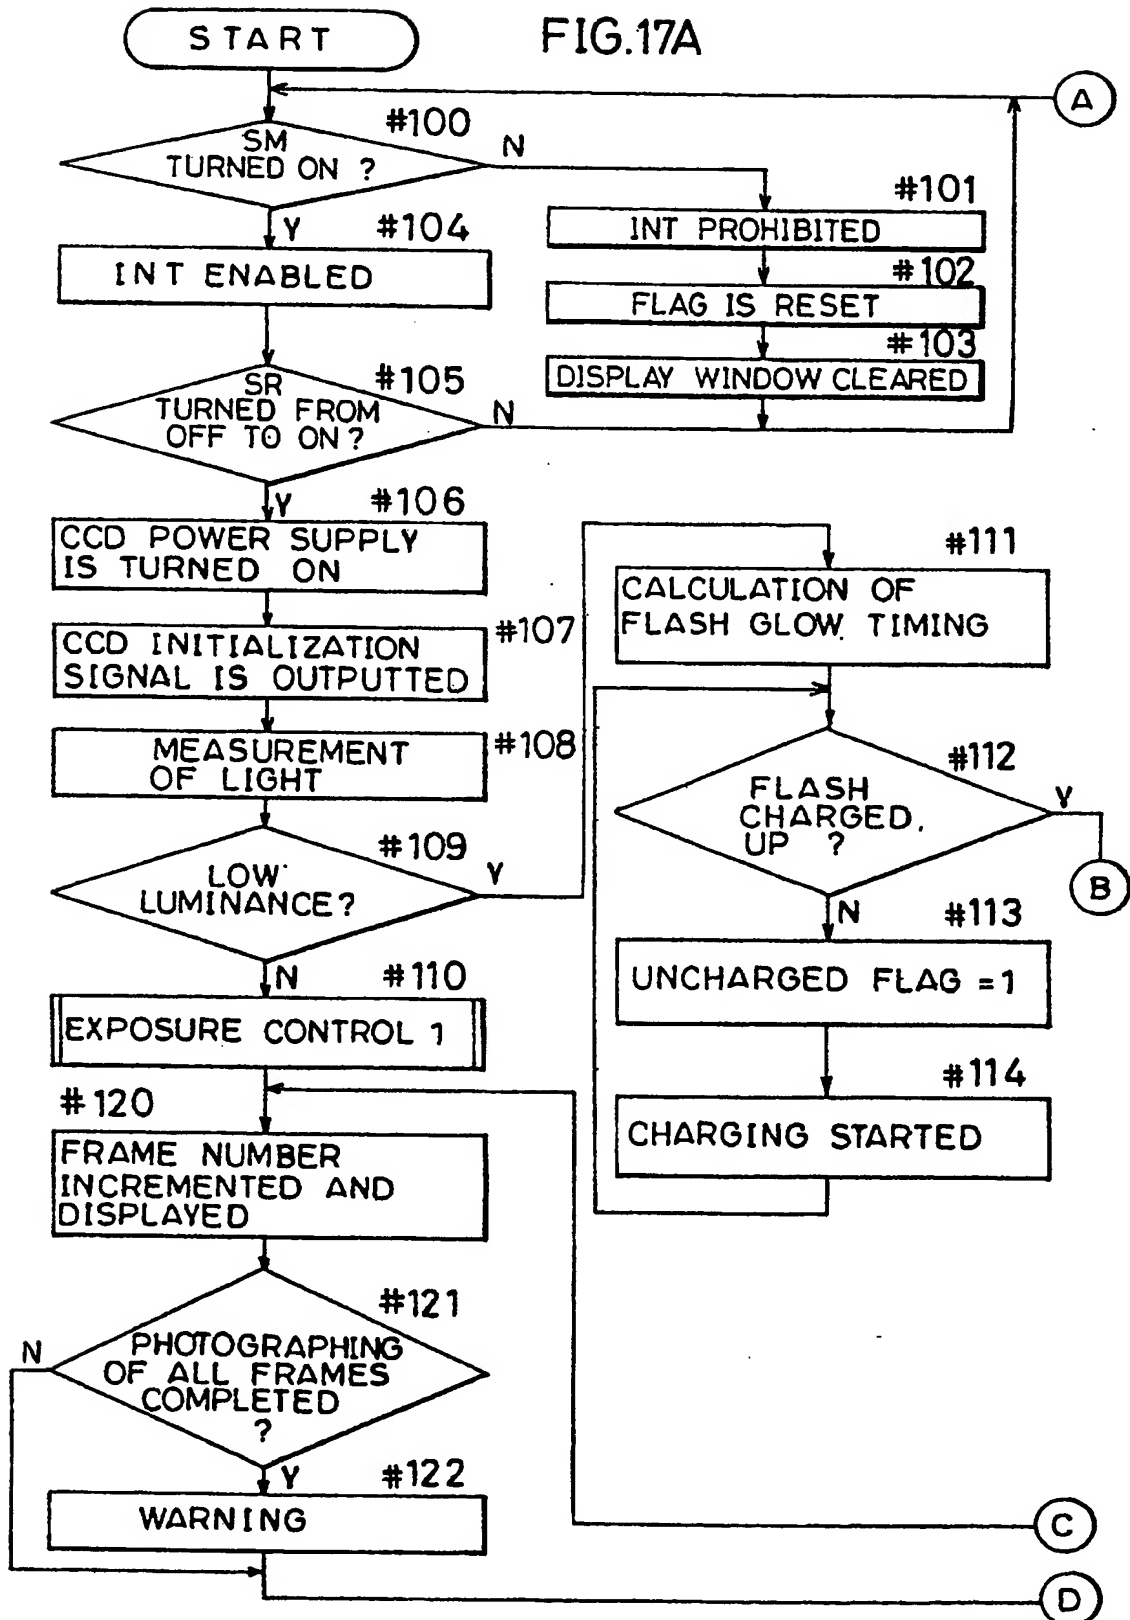 START
FIG.17A
A
#100
SM
TURNED ON ?
N
Y
#101
INT PROHIBITED
#104
INT ENABLED
#102
FLAG IS RESET
#103
DISPLAY WINDOW CLEARED
#105
SR
TURNED FROM
OFF TO ON?
N
Y
#106
CCD POWER SUPPLY
IS TURNED ON
#107
CCD INITIALIZATION
SIGNAL IS OUTPUTTED
#108
MEASUREMENT
OF LIGHT
#109
LOW
LUMINANCE?
Y
N
#110
EXPOSURE CONTROL 1
#111
CALCULATION OF
FLASH GLOW TIMING
#112
FLASH
CHARGED
UP ?
Y
B
N
#113
UNCHARGED FLAG =1
#114
CHARGING STARTED
#120
FRAME NUMBER
INCREMENTED AND
DISPLAYED
#121
PHOTOGRAPHING
OF ALL FRAMES
COMPLETED
?
N
Y
#122
WARNING
C
D